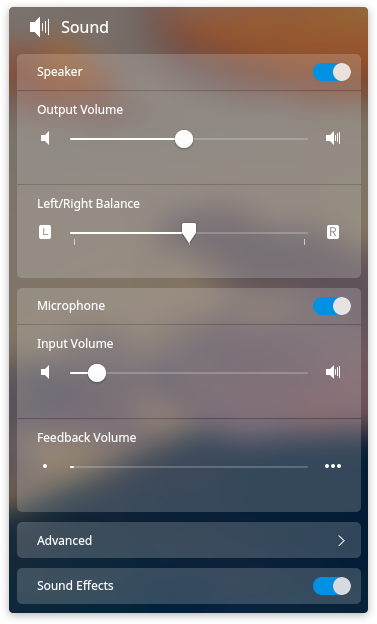 Sound
Speaker
Output Volume
Left/Right Balance
L
R
Microphone
Input Volume
Feedback Volume
Advanced
Sound Effects